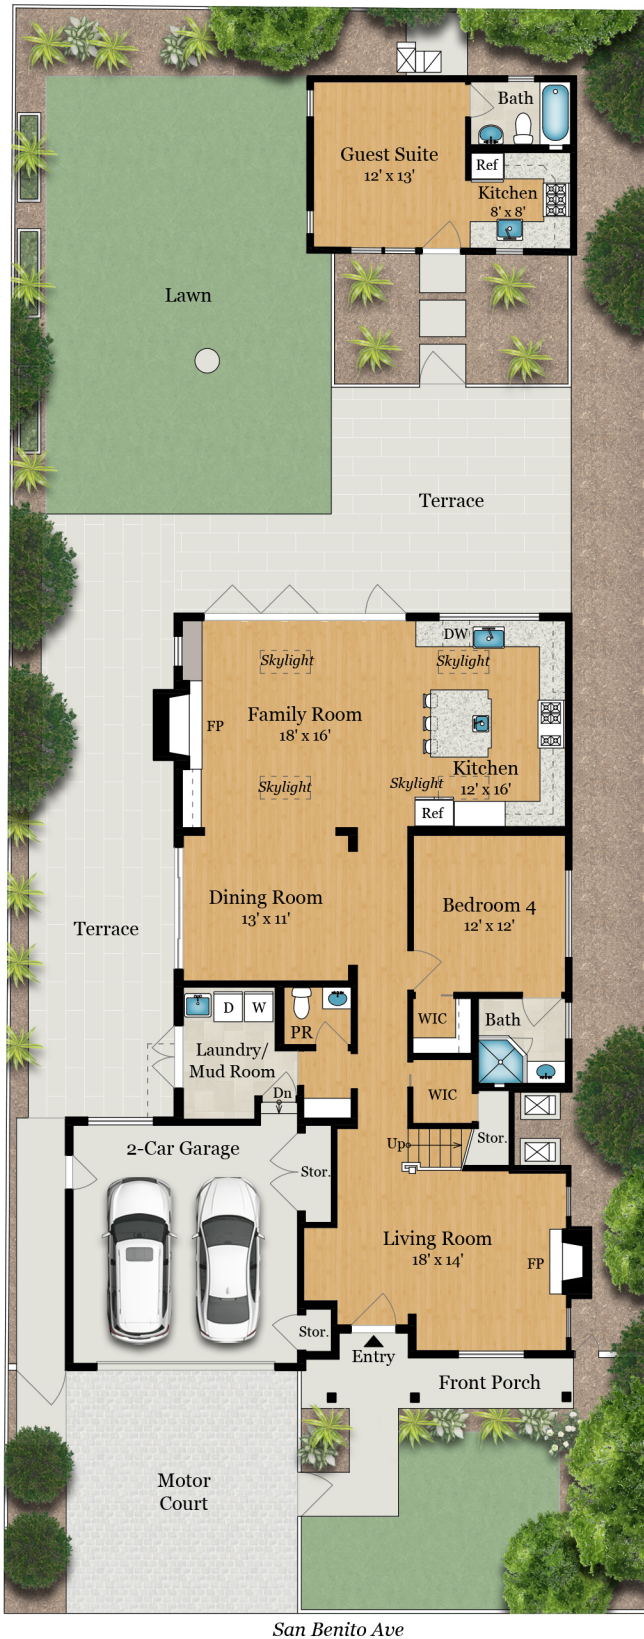 Bath
Guest Suite
12' x 13'
Ref
Kitchen
8' x 8'
Lawn
Terrace
DW
Skylight
Skylight
Family Room
18' x 16'
FP
Kitchen
12' x 16'
Skylight
Skylight
Ref
Dining Room
13' x 11'
Bedroom 4
12' x 12'
Terrace
D
W
PR
WIC
Bath
Laundry/
Mud Room
Dn
WIC
2-Car Garage
Up
Stor.
Stor.
Living Room
18' x 14'
FP
Stor.
Entry
Front Porch
Motor
Court
San Benito Ave